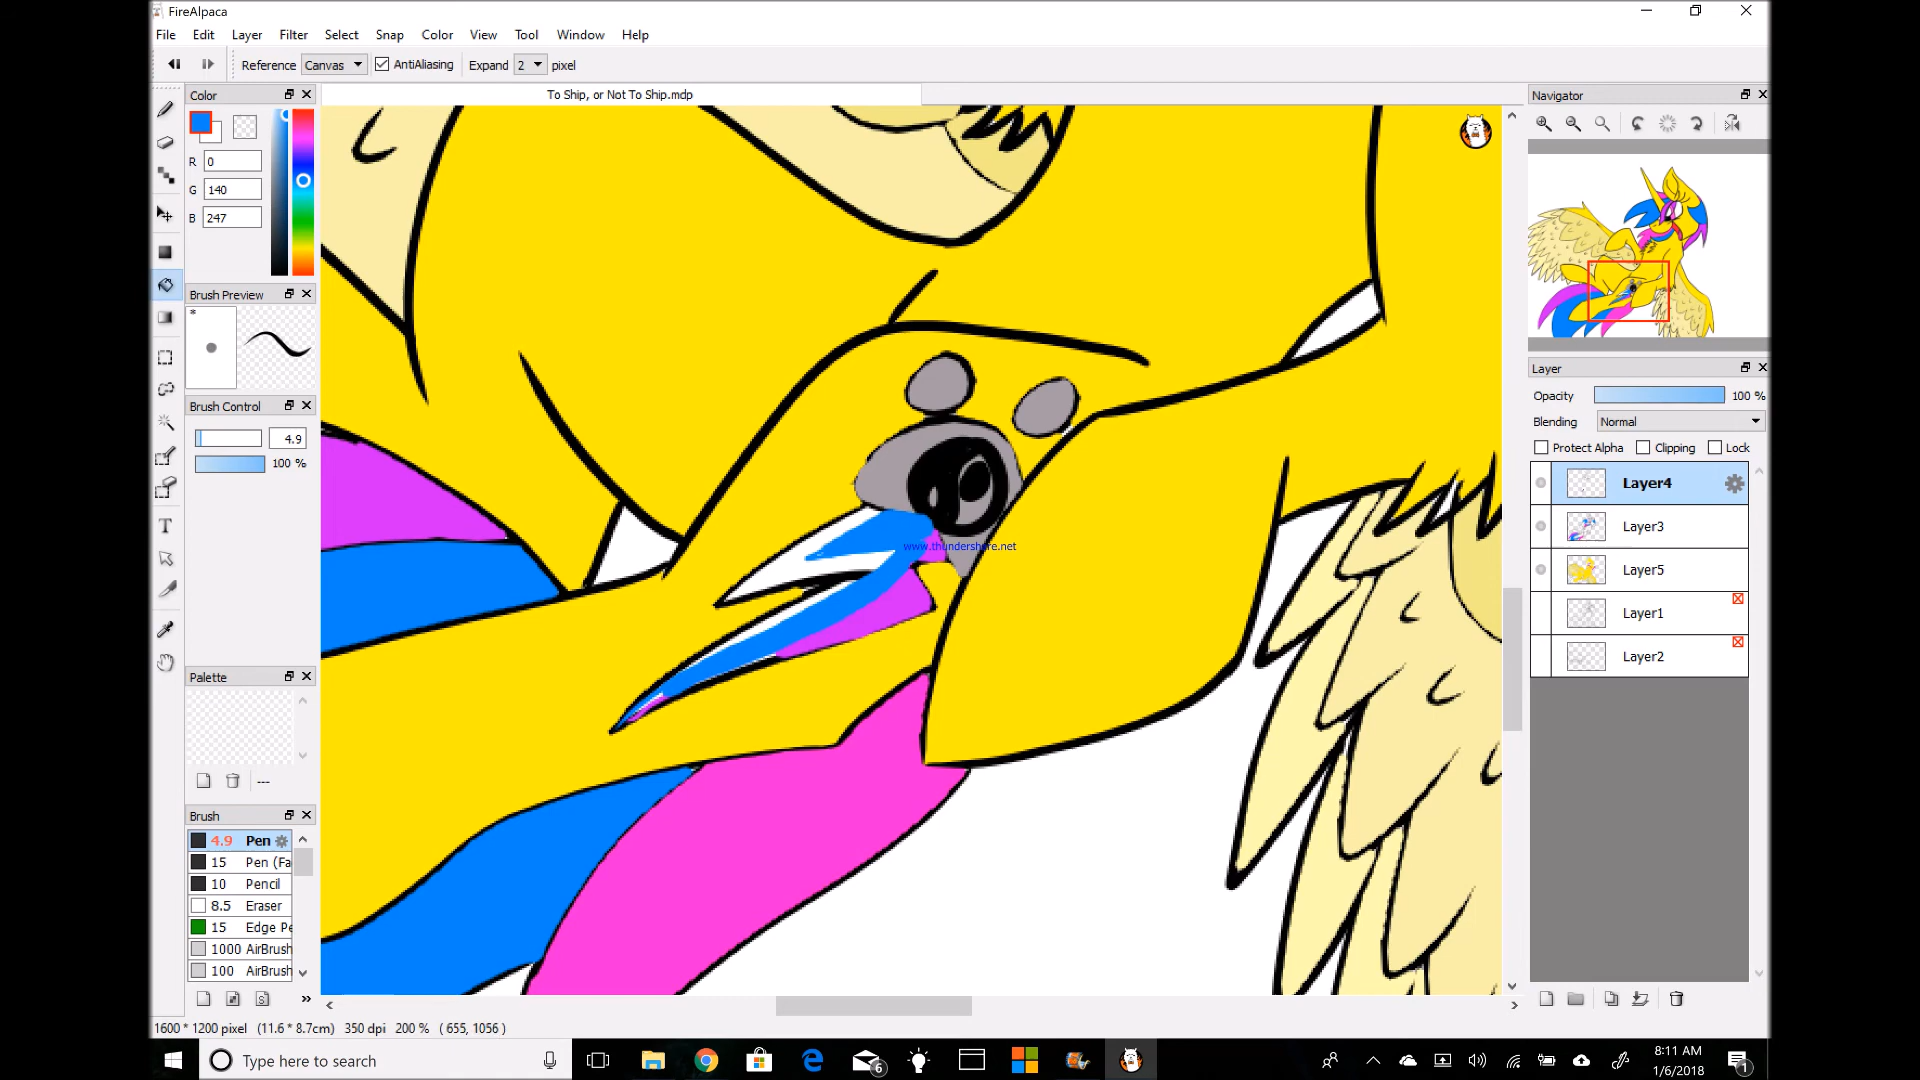 FireAlpaca
File Edit Layer Filter Select Snap Color View Tool Window Help
Reference Canvas AntiAliasing Expand 2 pixel
To Ship, or Not To Ship.mdp
Color
R 0
G 140
B 247
Brush Preview
*
Brush Control
4.9
100 %
Palette
---
Brush
4.9 Pen
15 Pen (Fa
10 Pencil
8.5 Eraser
15 Edge Pe
1000 AirBrush
100 AirBrush
S
www.thundershare.net
Navigator
Layer
Opacity 100 %
Blending Normal
Protect Alpha Clipping Lock
Layer4
Layer3
Layer5
Layer1
Layer2
1600 * 1200 pixel (11.6 * 8.7cm) 350 dpi 200 % ( 655, 1056 )
Type here to search
6
8:11 AM
1/6/2018
1